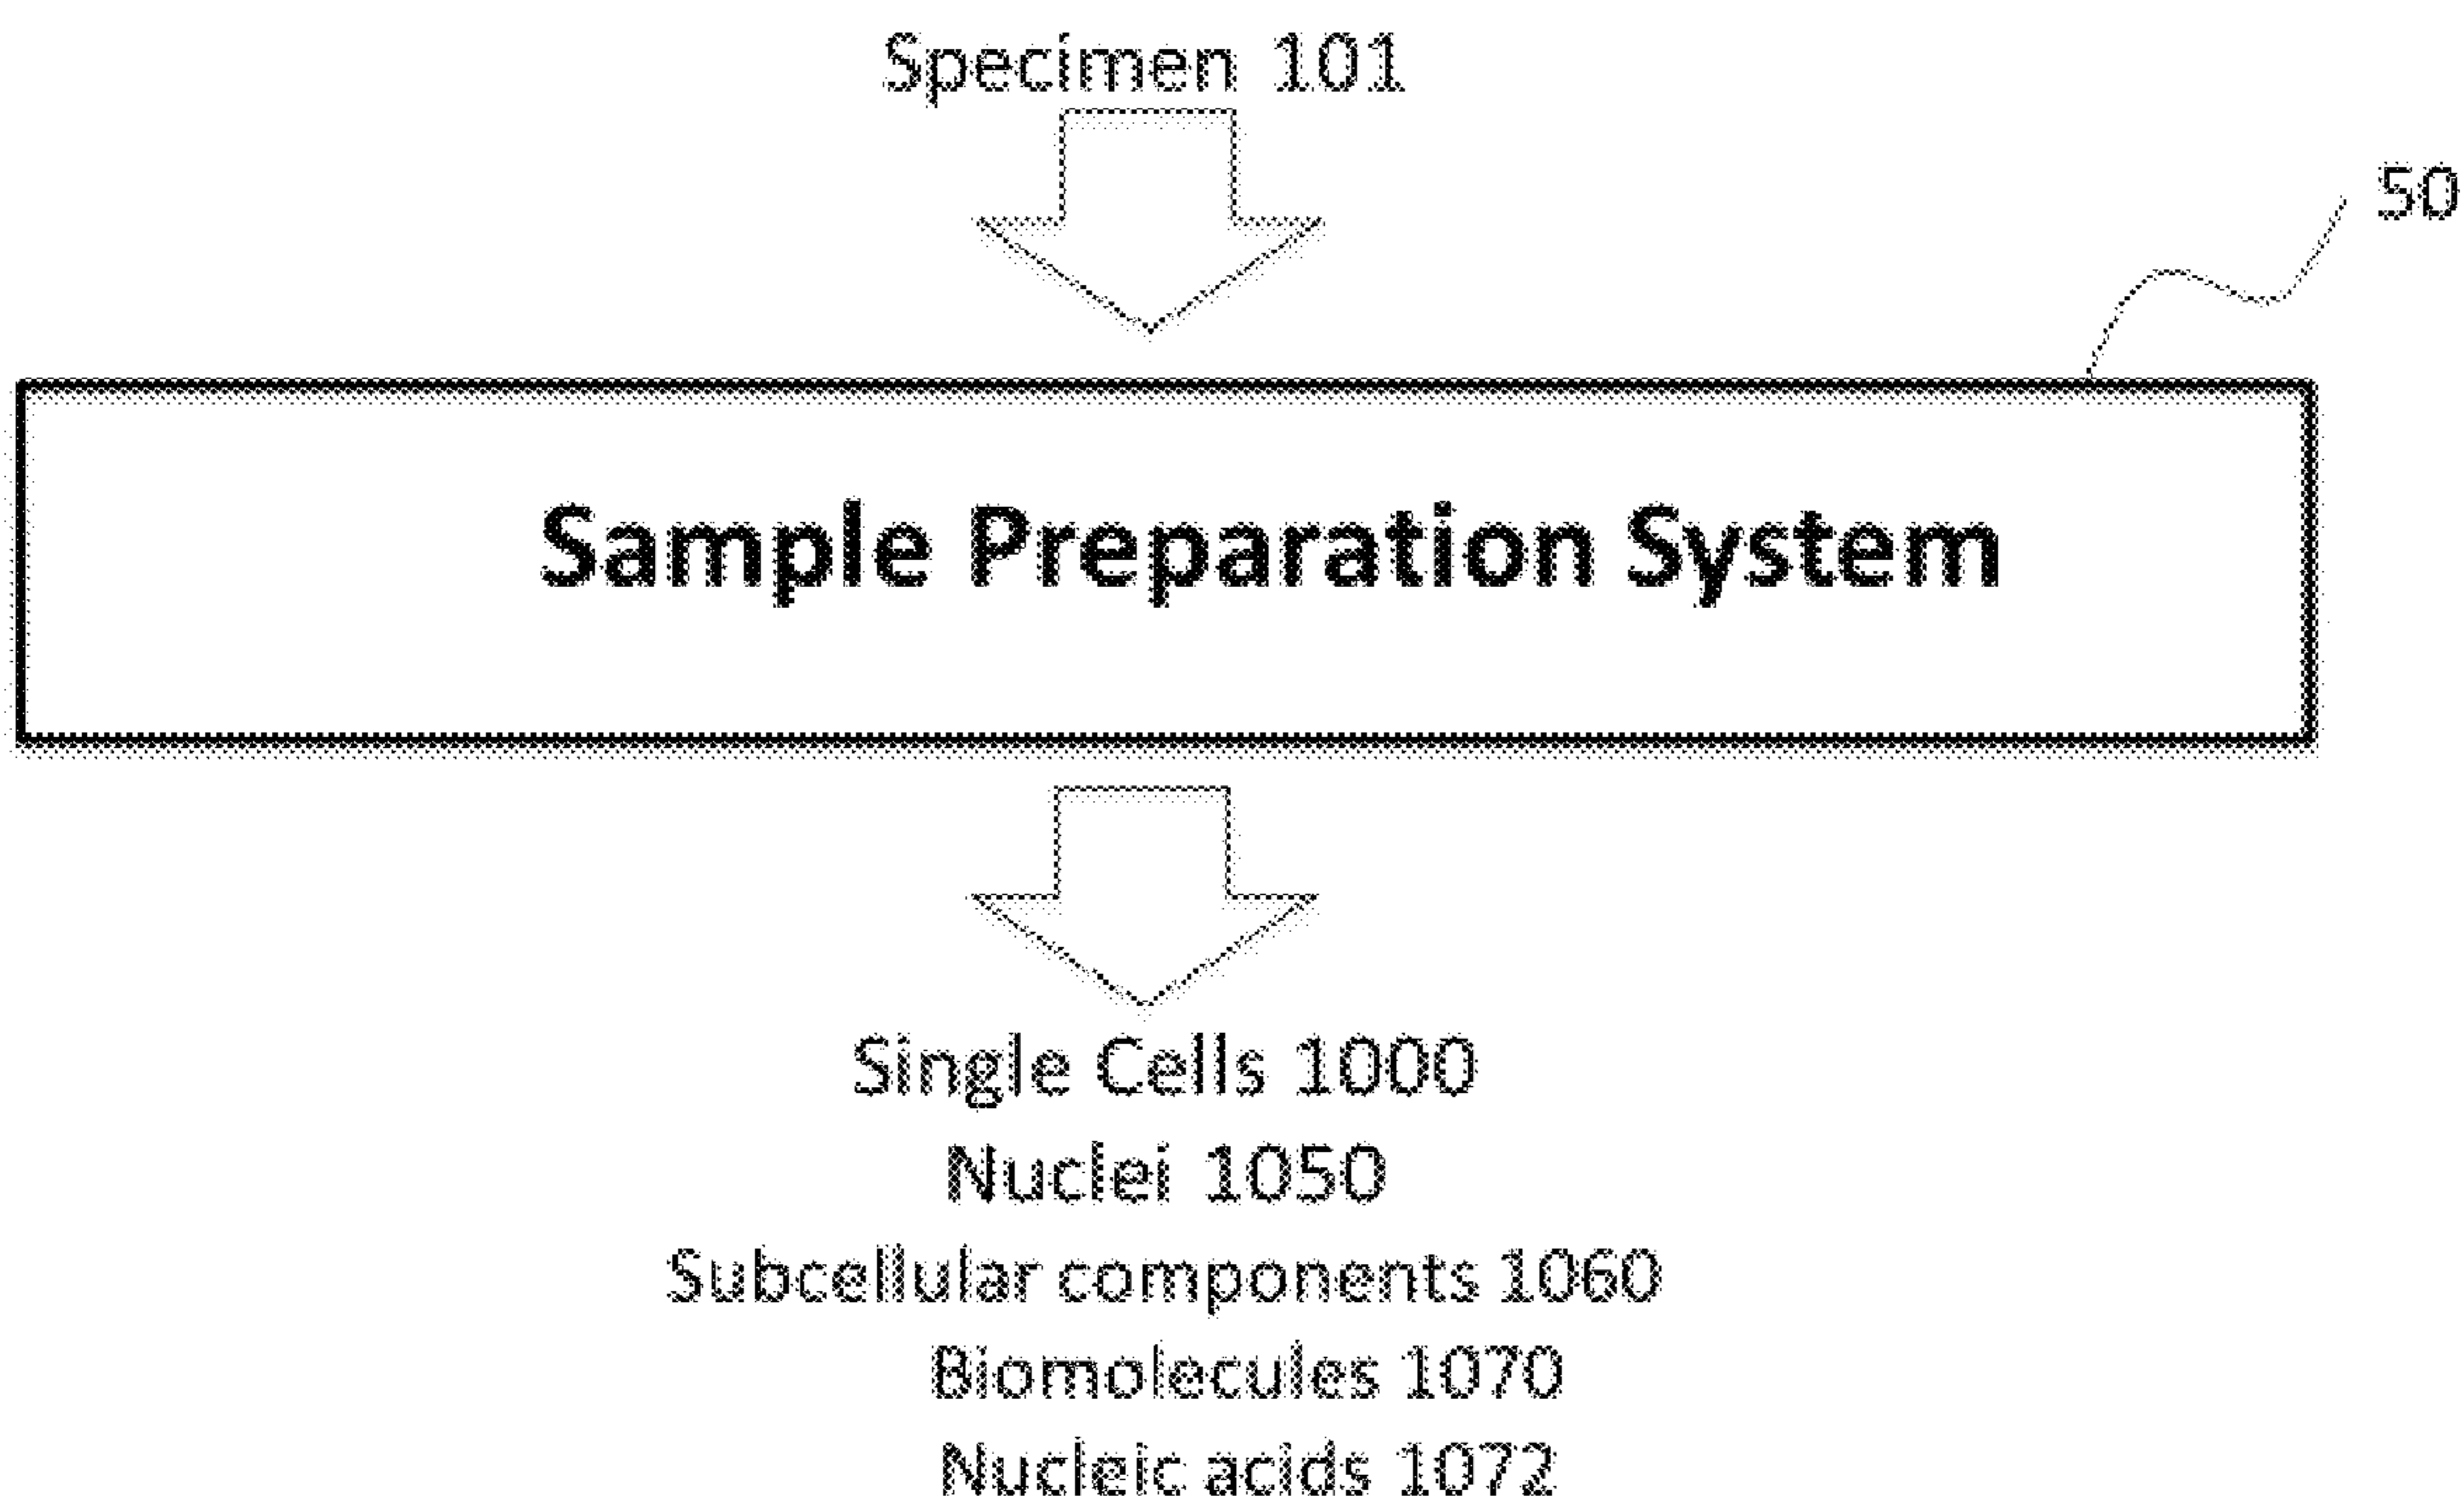 Specimen 101
50
Sample Preparation System
Single Cells 1000
Nuclei 1050
Subcellular components 1060
Biomolecules 1070
Nucleic acids 1072